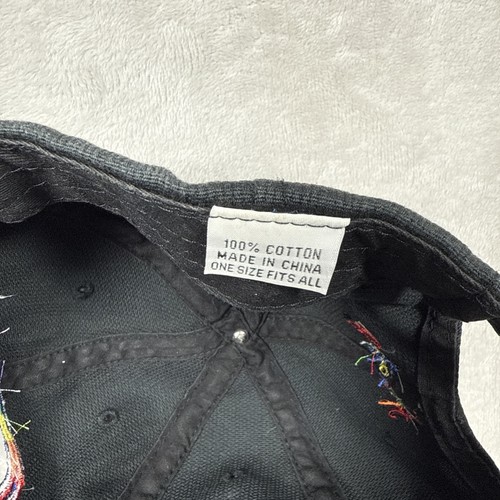 100% COTTON
MADE IN CHINA
ONE SIZE FITS ALL